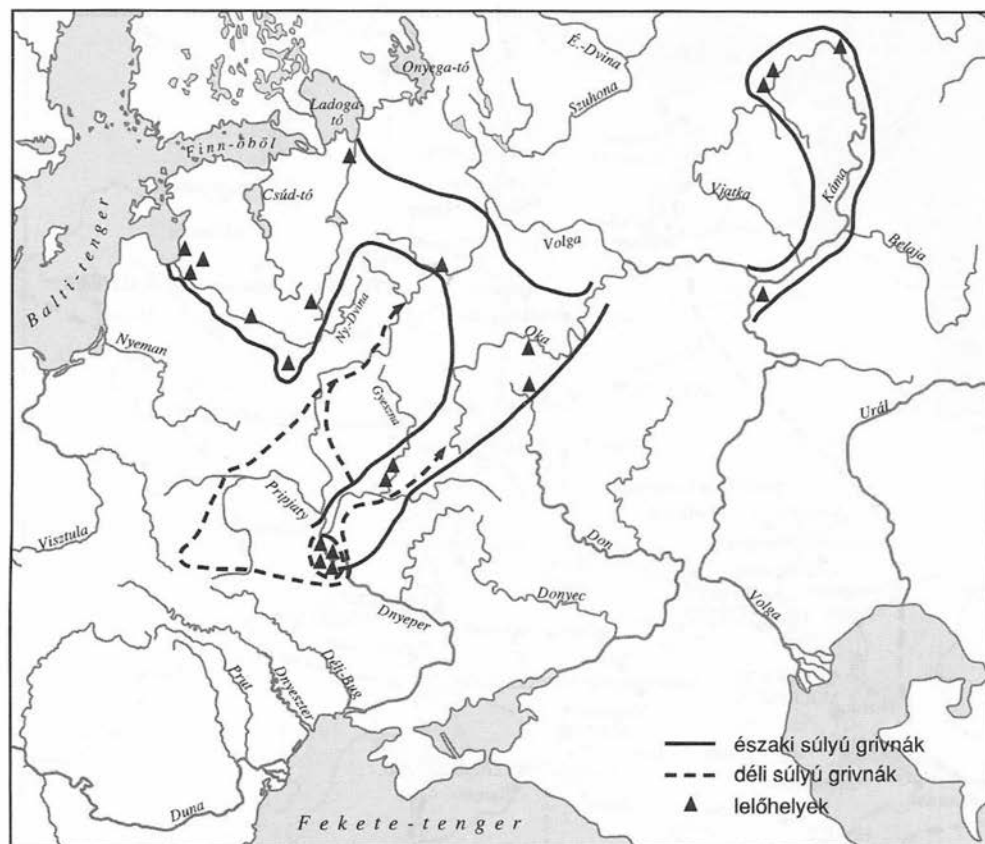 É.-Dvina
Onyega-tó
Szuhona
Ladoga-
tó
Finn-öböl
Csúd-tó
Vjatka
Káma
Balti-tenger
Volga
Belaja
Ny-Dvina
Nyeman
Oka
Gyeszna
Urál
Pripjaty
Visztula
Don
Donyec
Volga
Dnyeper
Déli-Bug
Prut
Dnyeszter
északi súlyú grivnák
déli súlyú grivnák
lelőhelyek
Duna
Fekete-tenger